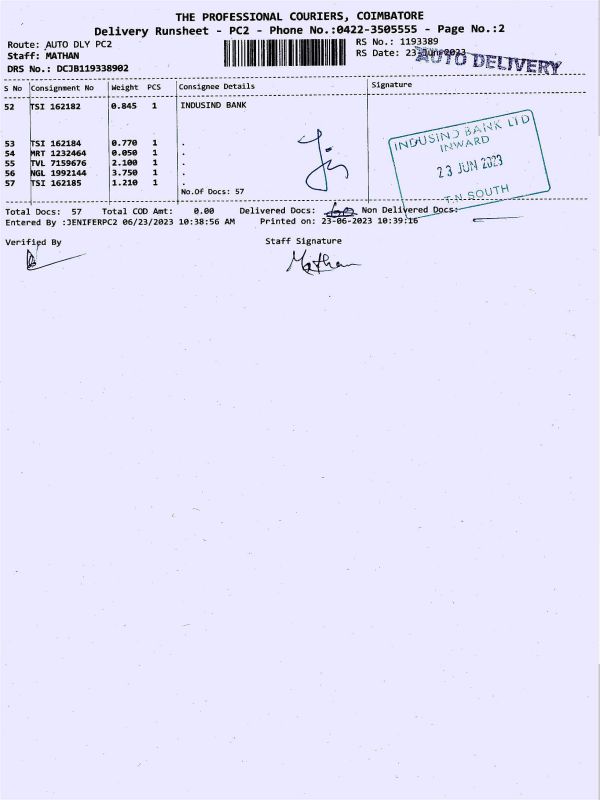 THE PROFESSIONAL COURIERS, COIMBATORE
Delivery Runsheet - PC2 - Phone No.:0422-3505555 - Page No.:2
Route: AUTO DLY PC2 RS No.: 1193389
Staff: MATHAN RS Date: 23-Jun-2023
AUTO DELIVERY
DRS No.: DCJB119338902
S No Consignment No Weight PCS Consignee Details Signature
52 TSI 162182 0.845 1 INDUSIND BANK
53 TSI 162184 0.770 1 .
54 MRT 1232464 0.050 1 .
55 TVL 7159676 2.100 1 .
56 NGL 1992144 3.750 1 .
57 TSI 162185 1.210 1 .
No.Of Docs: 57
INDUSIND BANK LTD
INWARD
23 JUN 2023
T.N SOUTH
Total Docs: 57 Total COD Amt: 0.00 Delivered Docs: Non Delivered Docs:
Entered By :JENIFERPC2 06/23/2023 10:38:56 AM Printed on: 23-06-2023 10:39:16
Verified By Staff Signature
Mathan